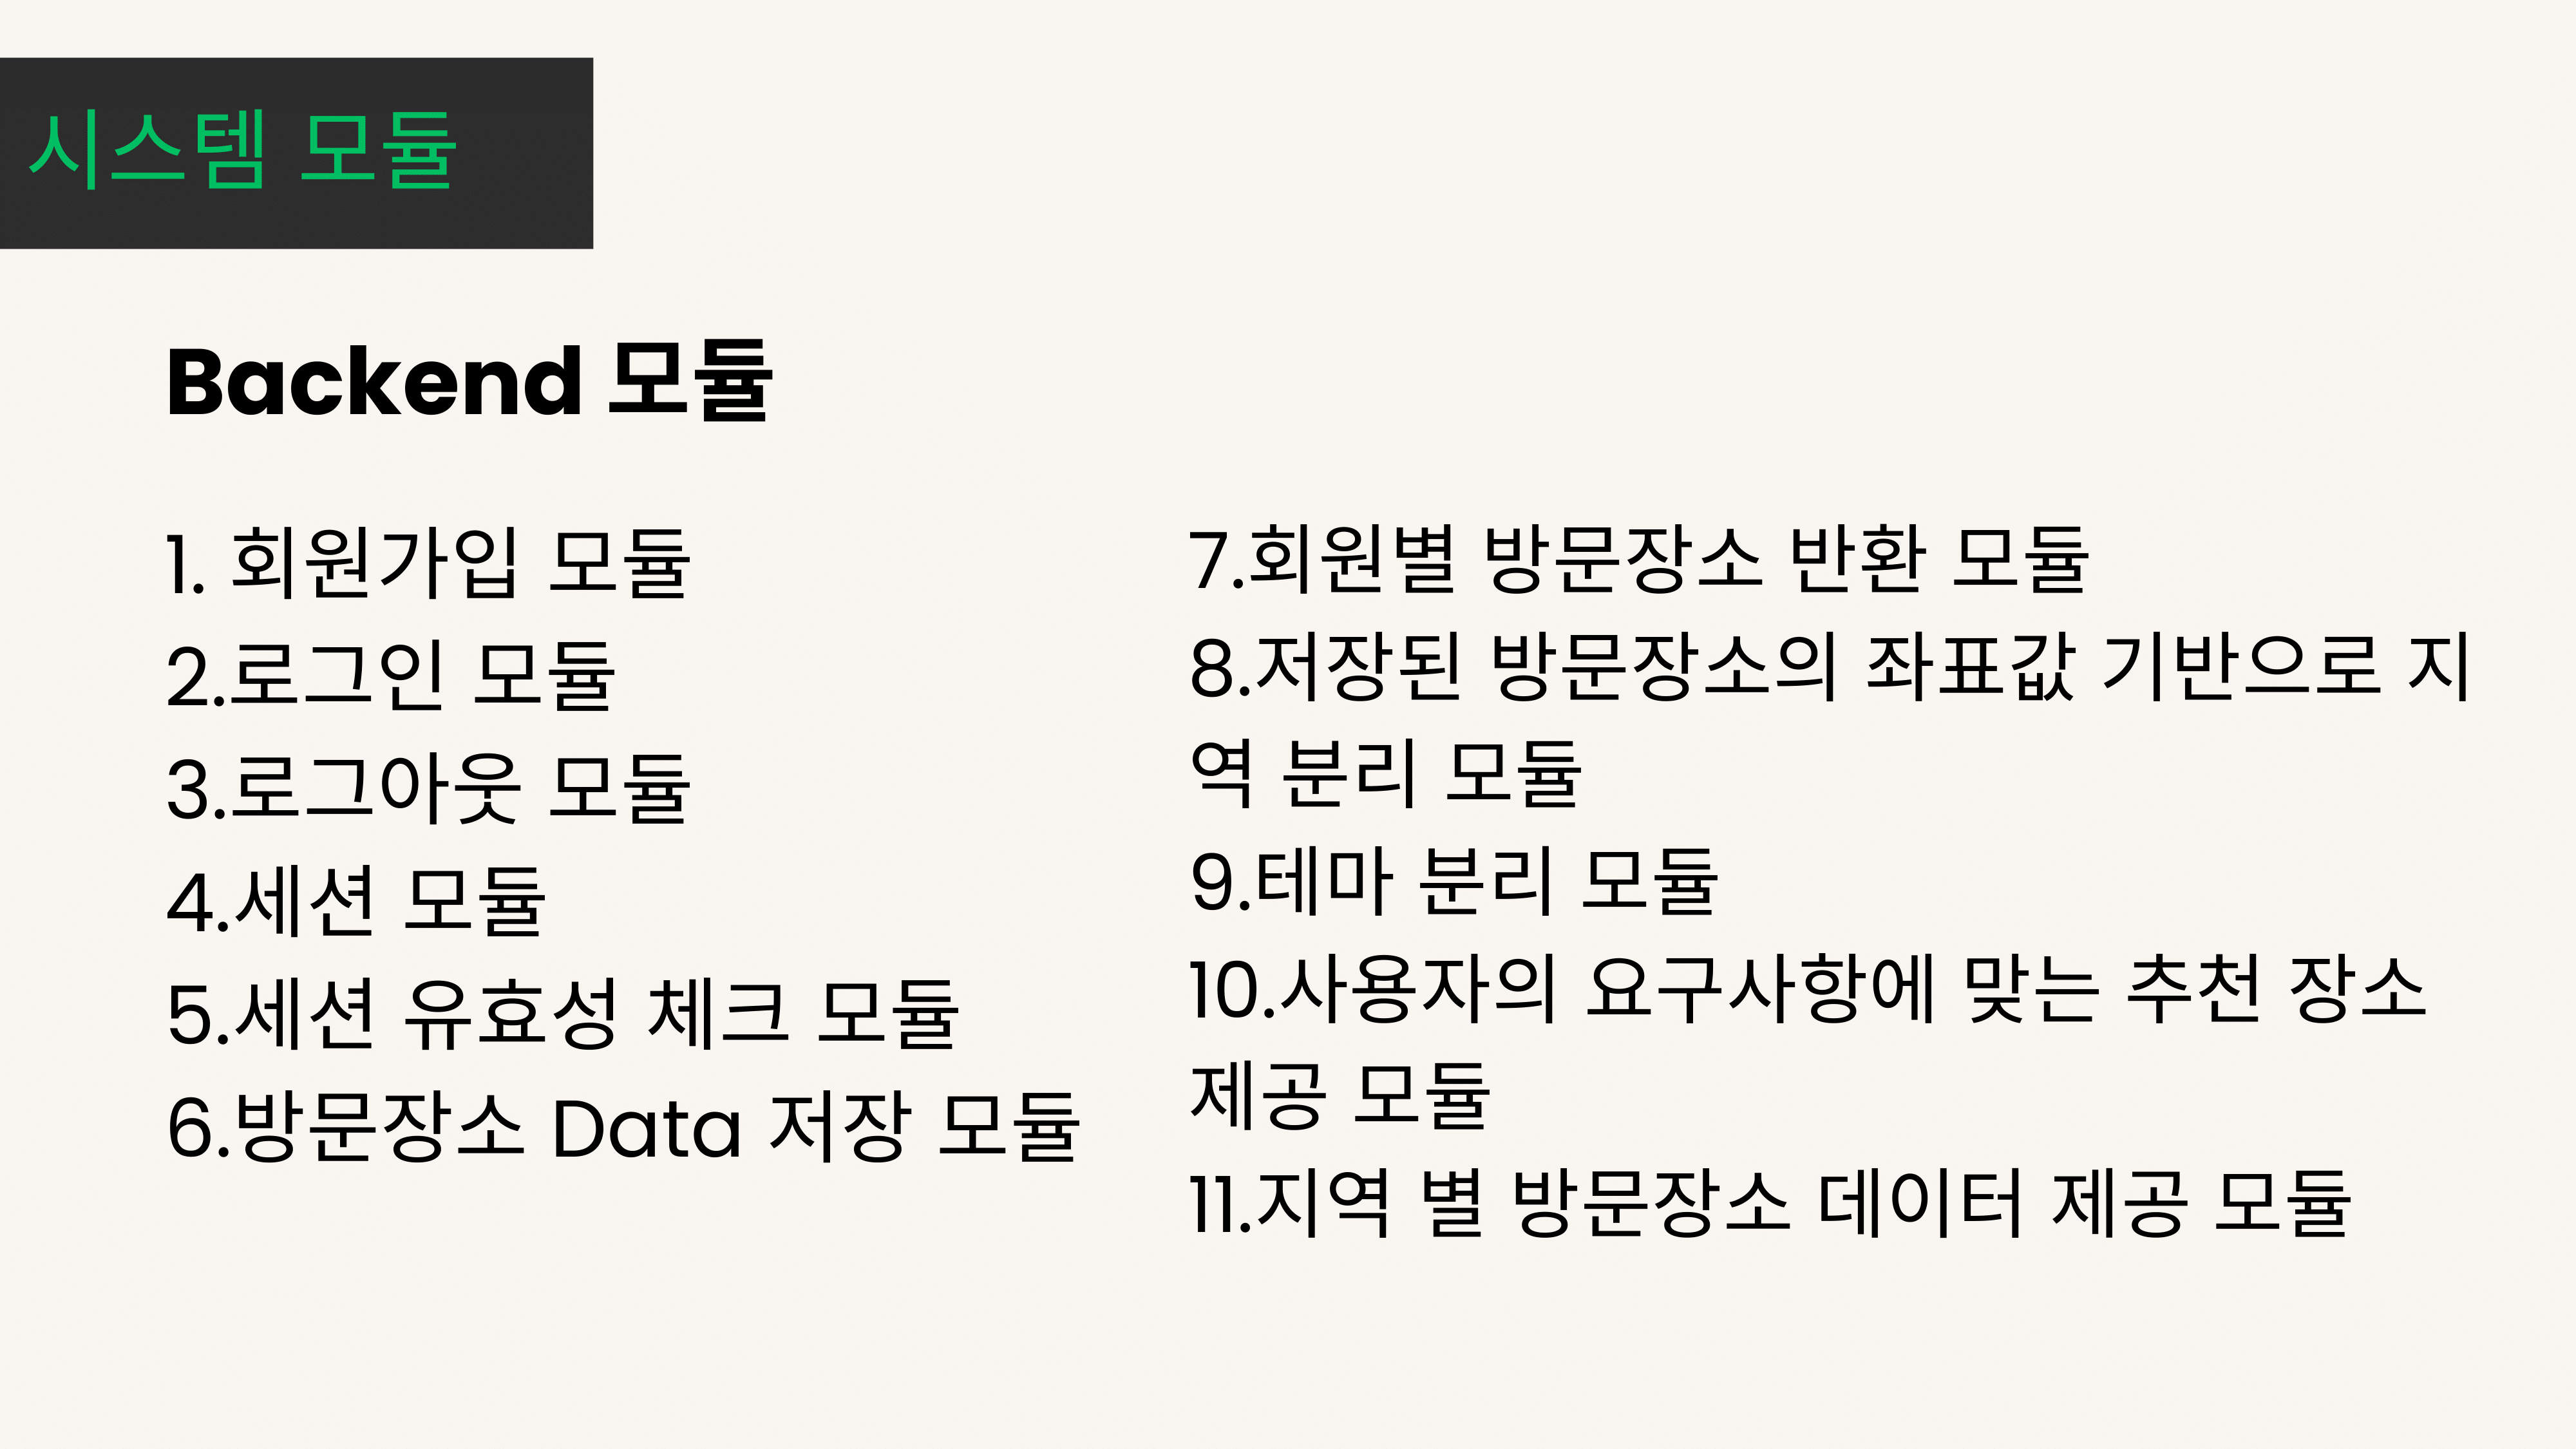 시스템 모듈
Backend 모듈
1. 회원가입 모듈
2.로그인 모듈
3.로그아웃 모듈
4.세션 모듈
5.세션 유효성 체크 모듈
6.방문장소 Data 저장 모듈
7.회원별 방문장소 반환 모듈
8.저장된 방문장소의 좌표값 기반으로 지
역 분리 모듈
9.테마 분리 모듈
10.사용자의 요구사항에 맞는 추천 장소
제공 모듈
11.지역 별 방문장소 데이터 제공 모듈